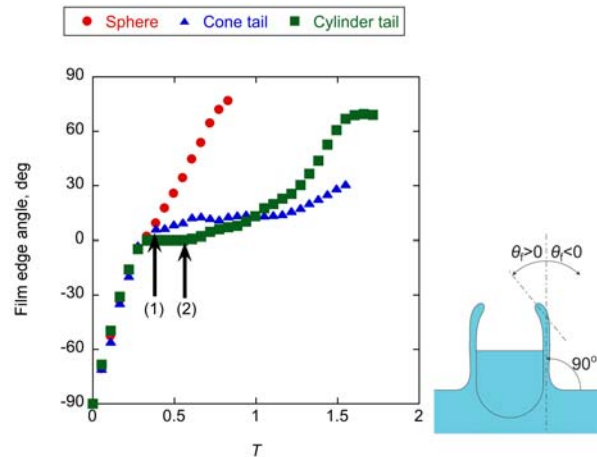 Sphere Cone tail Cylinder tail
Film edge angle, deg
90
60
30
0
-30
-60
-90
(1) (2)
0 0.5 1 1.5 2
T
θf>0 θf<0
90°